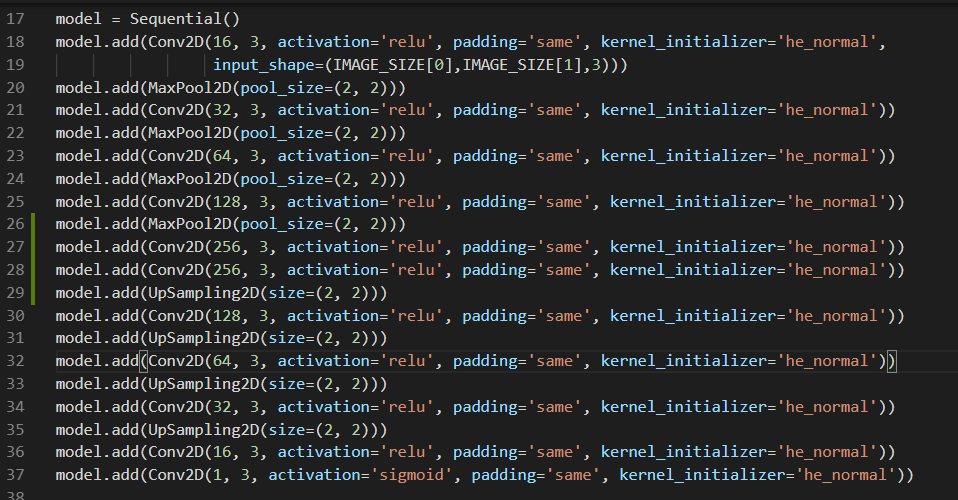 17 model = Sequential()
18 model.add(Conv2D(16, 3, activation='relu', padding='same', kernel_initializer='he_normal',
19 input_shape=(IMAGE_SIZE[0],IMAGE_SIZE[1],3)))
20 model.add(MaxPool2D(pool_size=(2, 2)))
21 model.add(Conv2D(32, 3, activation='relu', padding='same', kernel_initializer='he_normal'))
22 model.add(MaxPool2D(pool_size=(2, 2)))
23 model.add(Conv2D(64, 3, activation='relu', padding='same', kernel_initializer='he_normal'))
24 model.add(MaxPool2D(pool_size=(2, 2)))
25 model.add(Conv2D(128, 3, activation='relu', padding='same', kernel_initializer='he_normal'))
26 model.add(MaxPool2D(pool_size=(2, 2)))
27 model.add(Conv2D(256, 3, activation='relu', padding='same', kernel_initializer='he_normal'))
28 model.add(Conv2D(256, 3, activation='relu', padding='same', kernel_initializer='he_normal'))
29 model.add(UpSampling2D(size=(2, 2)))
30 model.add(Conv2D(128, 3, activation='relu', padding='same', kernel_initializer='he_normal'))
31 model.add(UpSampling2D(size=(2, 2)))
32 model.add(Conv2D(64, 3, activation='relu', padding='same', kernel_initializer='he_normal'))
33 model.add(UpSampling2D(size=(2, 2)))
34 model.add(Conv2D(32, 3, activation='relu', padding='same', kernel_initializer='he_normal'))
35 model.add(UpSampling2D(size=(2, 2)))
36 model.add(Conv2D(16, 3, activation='relu', padding='same', kernel_initializer='he_normal'))
37 model.add(Conv2D(1, 3, activation='sigmoid', padding='same', kernel_initializer='he_normal'))
38